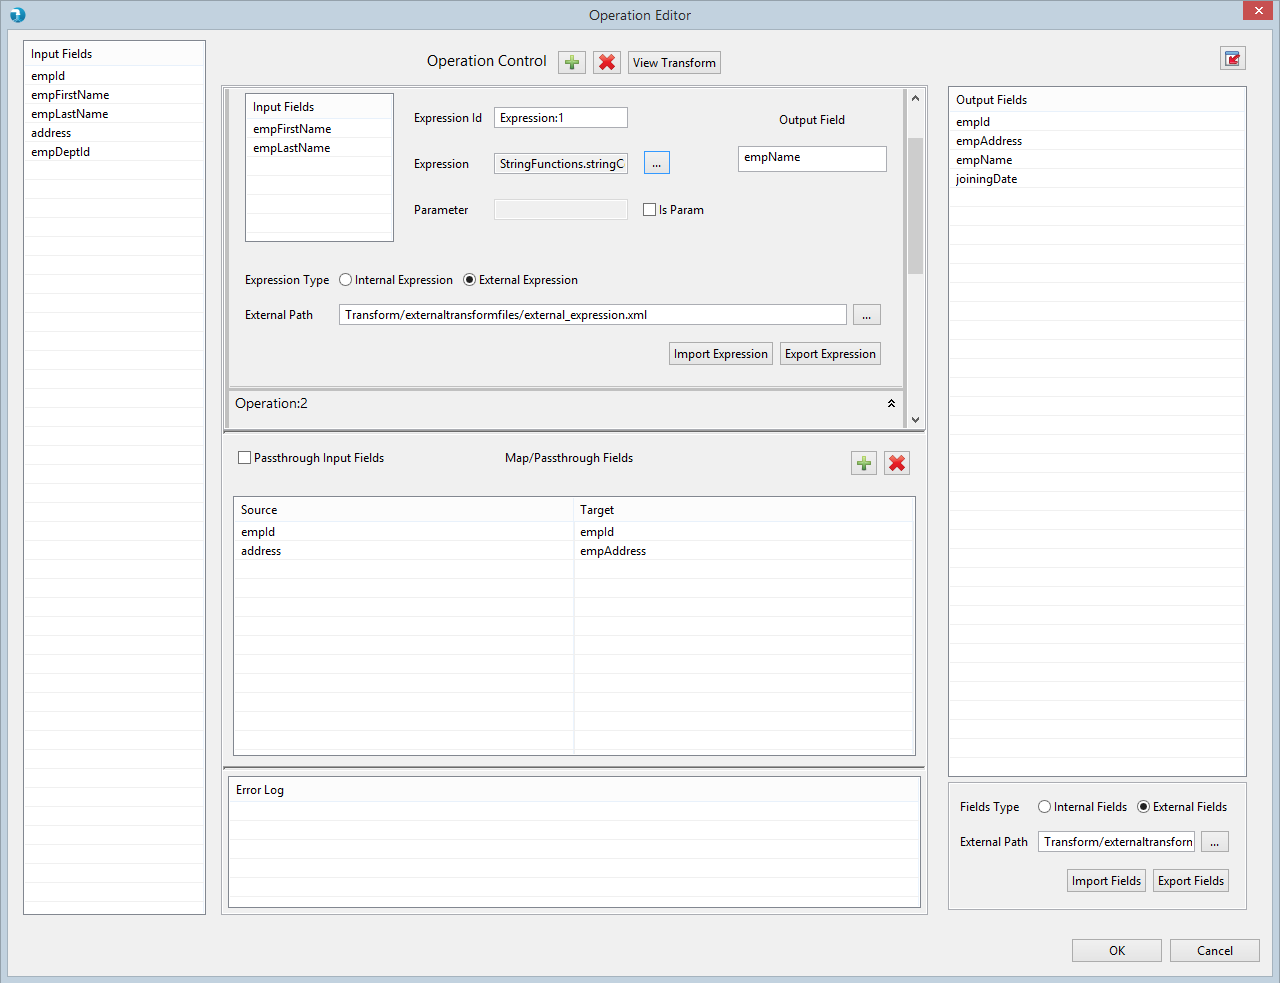 Operation Editor
Input Fields
empId
empFirstName
empLastName
address
empDeptId
Operation Control
View Transform
Input Fields
empFirstName
empLastName
Expression Id
Expression:1
Output Field
Expression
StringFunctions.stringC
...
empName
Parameter
Is Param
Expression Type
Internal Expression
External Expression
External Path
Transform/externaltransformfiles/external_expression.xml
...
Import Expression
Export Expression
Operation:2
Passthrough Input Fields
Map/Passthrough Fields
Source Target
empId empId
address empAddress
Error Log
Output Fields
empId
empAddress
empName
joiningDate
Fields Type
Internal Fields
External Fields
External Path
Transform/externaltransforn
...
Import Fields
Export Fields
OK
Cancel